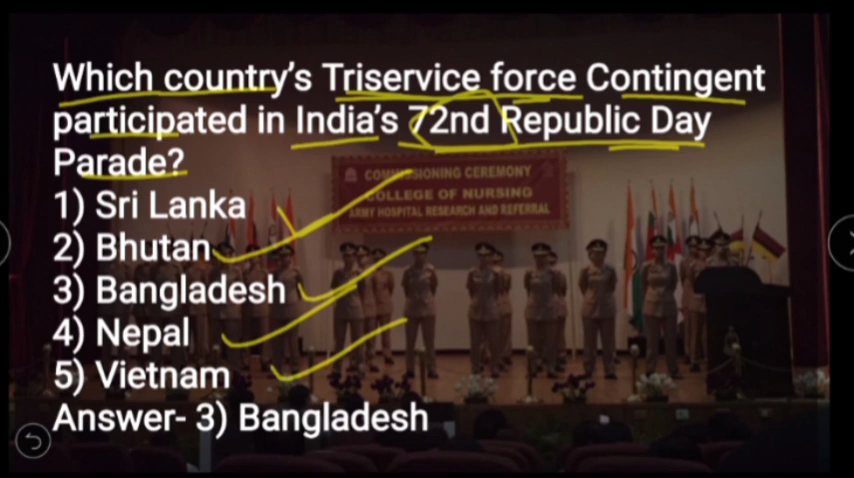 Which country's Triservice force Contingent
participated in India's 72nd Republic Day
Parade?
COMMISSIONING CEREMONY
COLLEGE OF NURSING
ARMY HOSPITAL RESEARCH AND REFERRAL
1) Sri Lanka
2) Bhutan
3) Bangladesh
4) Nepal
5) Vietnam
Answer- 3) Bangladesh